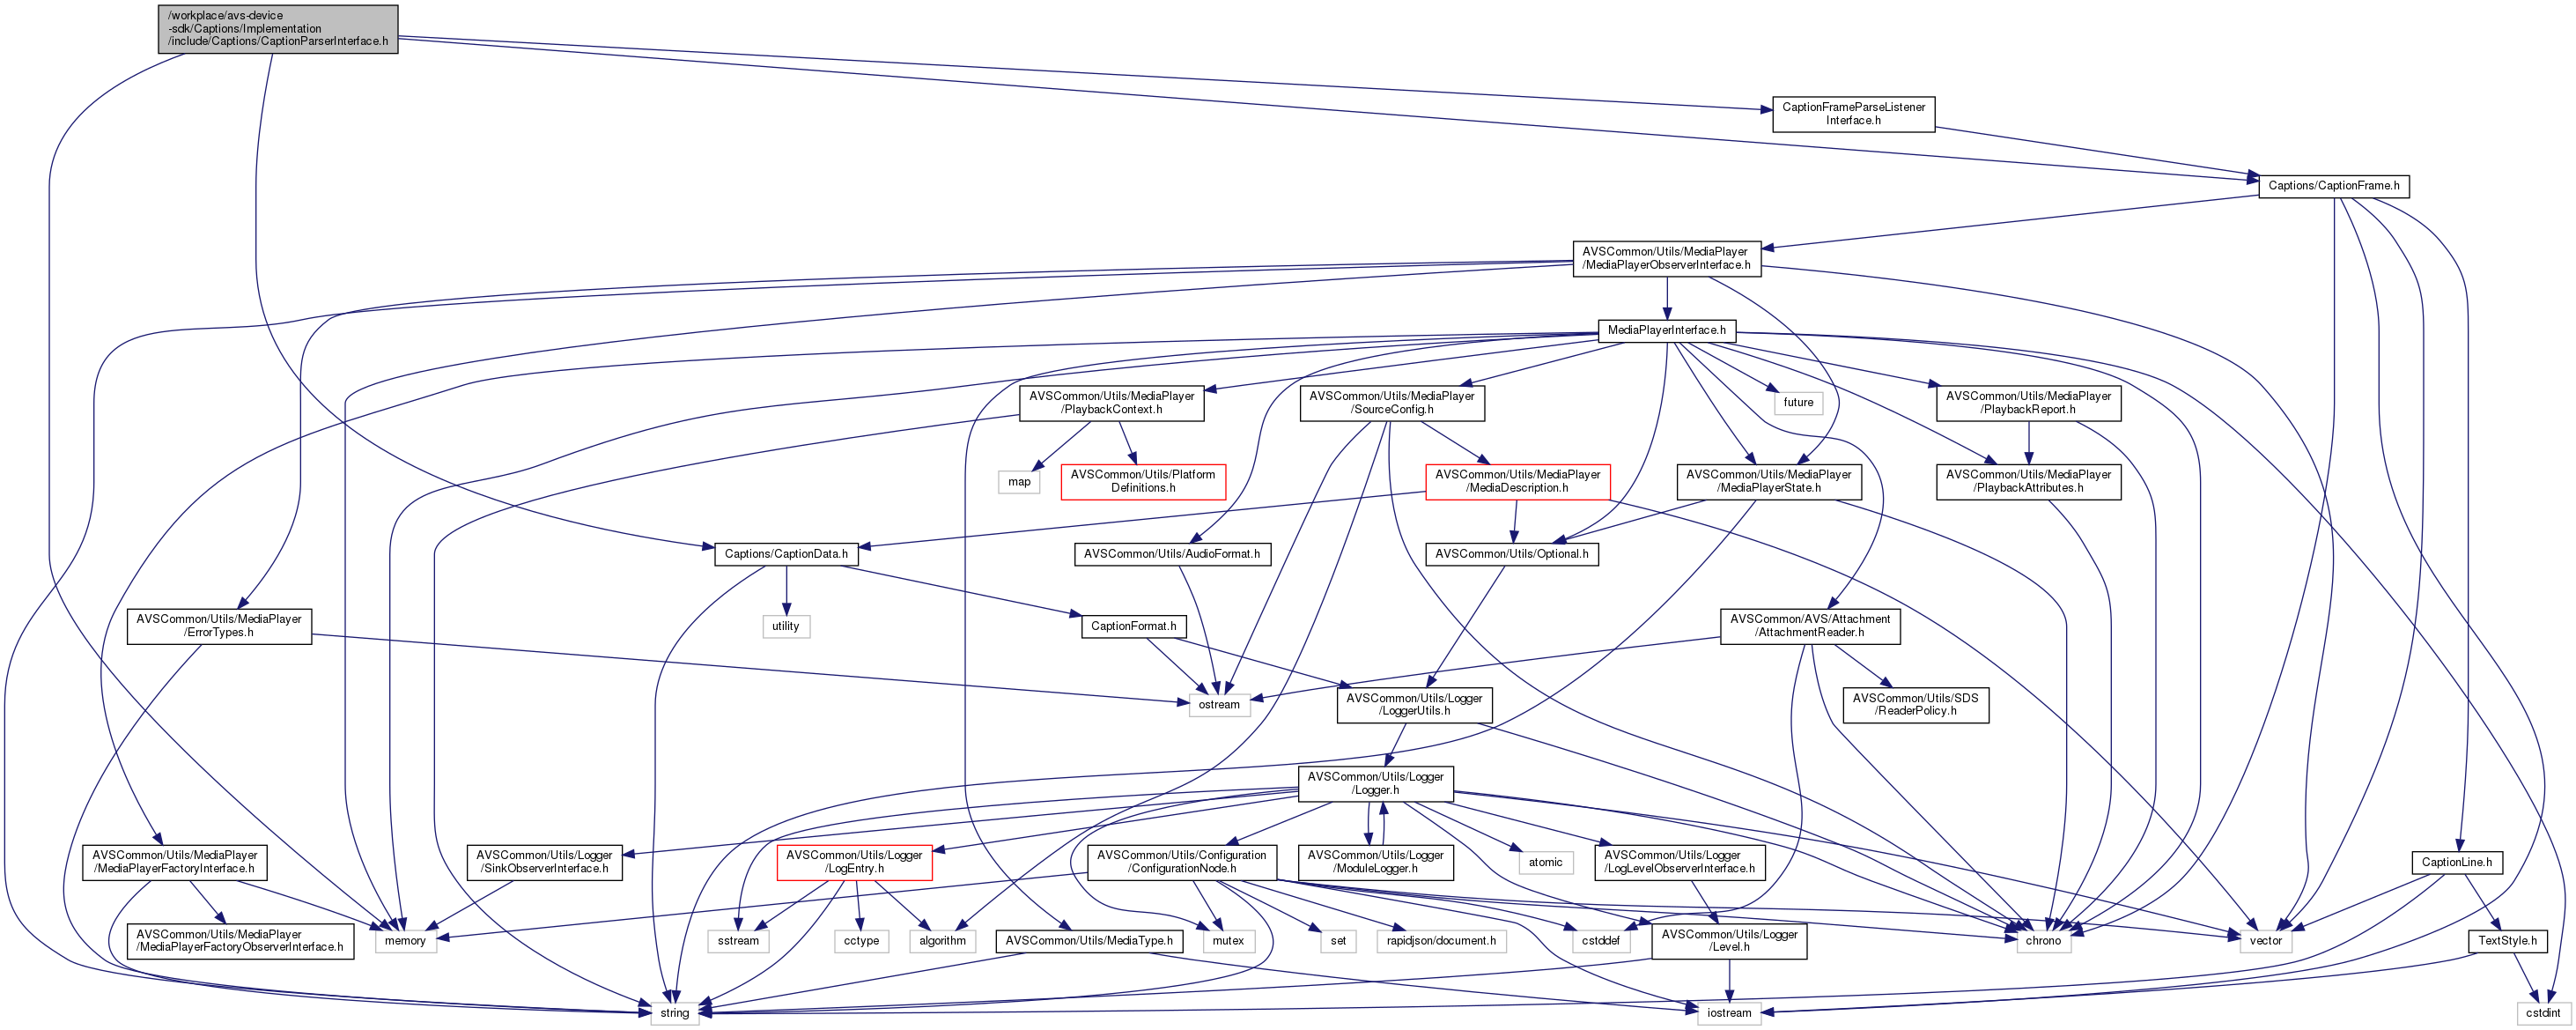 /workplace/avs-device
-sdk/Captions/Implementation
/include/Captions/CaptionParserInterface.h
CaptionFrameParseListener
Interface.h
Captions/CaptionFrame.h
AVSCommon/Utils/MediaPlayer
/MediaPlayerObserverInterface.h
MediaPlayerInterface.h
AVSCommon/Utils/MediaPlayer
/PlaybackContext.h
AVSCommon/Utils/MediaPlayer
/SourceConfig.h
future
AVSCommon/Utils/MediaPlayer
/PlaybackReport.h
map
AVSCommon/Utils/Platform
Definitions.h
AVSCommon/Utils/MediaPlayer
/MediaDescription.h
AVSCommon/Utils/MediaPlayer
/MediaPlayerState.h
AVSCommon/Utils/MediaPlayer
/PlaybackAttributes.h
Captions/CaptionData.h
AVSCommon/Utils/AudioFormat.h
AVSCommon/Utils/Optional.h
AVSCommon/Utils/MediaPlayer
/ErrorTypes.h
utility
CaptionFormat.h
AVSCommon/AVS/Attachment
/AttachmentReader.h
ostream
AVSCommon/Utils/Logger
/LoggerUtils.h
AVSCommon/Utils/SDS
/ReaderPolicy.h
AVSCommon/Utils/Logger
/Logger.h
AVSCommon/Utils/MediaPlayer
/MediaPlayerFactoryInterface.h
AVSCommon/Utils/Logger
/SinkObserverInterface.h
AVSCommon/Utils/Logger
/LogEntry.h
AVSCommon/Utils/Configuration
/ConfigurationNode.h
AVSCommon/Utils/Logger
/ModuleLogger.h
atomic
AVSCommon/Utils/Logger
/LogLevelObserverInterface.h
CaptionLine.h
AVSCommon/Utils/MediaPlayer
/MediaPlayerFactoryObserverInterface.h
memory
sstream
cctype
algorithm
AVSCommon/Utils/MediaType.h
mutex
set
rapidjson/document.h
cstddef
AVSCommon/Utils/Logger
/Level.h
chrono
vector
TextStyle.h
string
iostream
cstdint